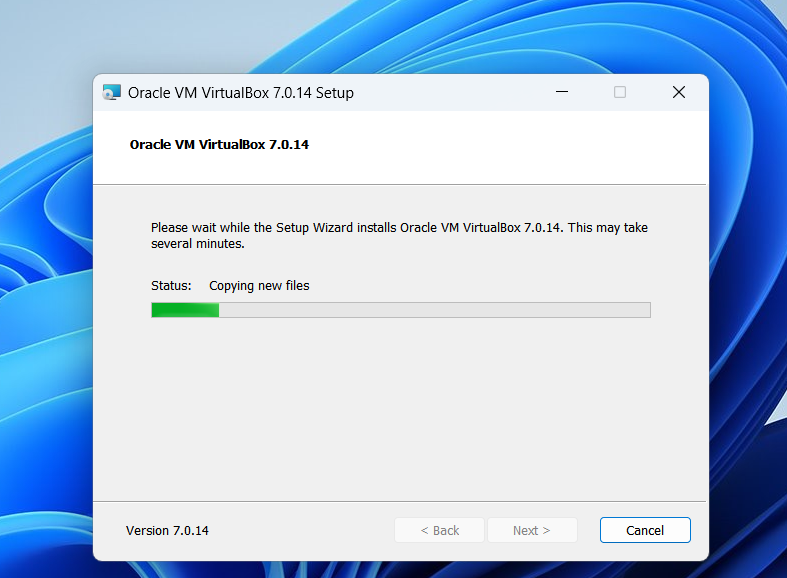 Oracle VM VirtualBox 7.0.14 Setup
Oracle VM VirtualBox 7.0.14
Please wait while the Setup Wizard installs Oracle VM VirtualBox 7.0.14. This may take
several minutes.
Status: Copying new files
Version 7.0.14
< Back
Next >
Cancel